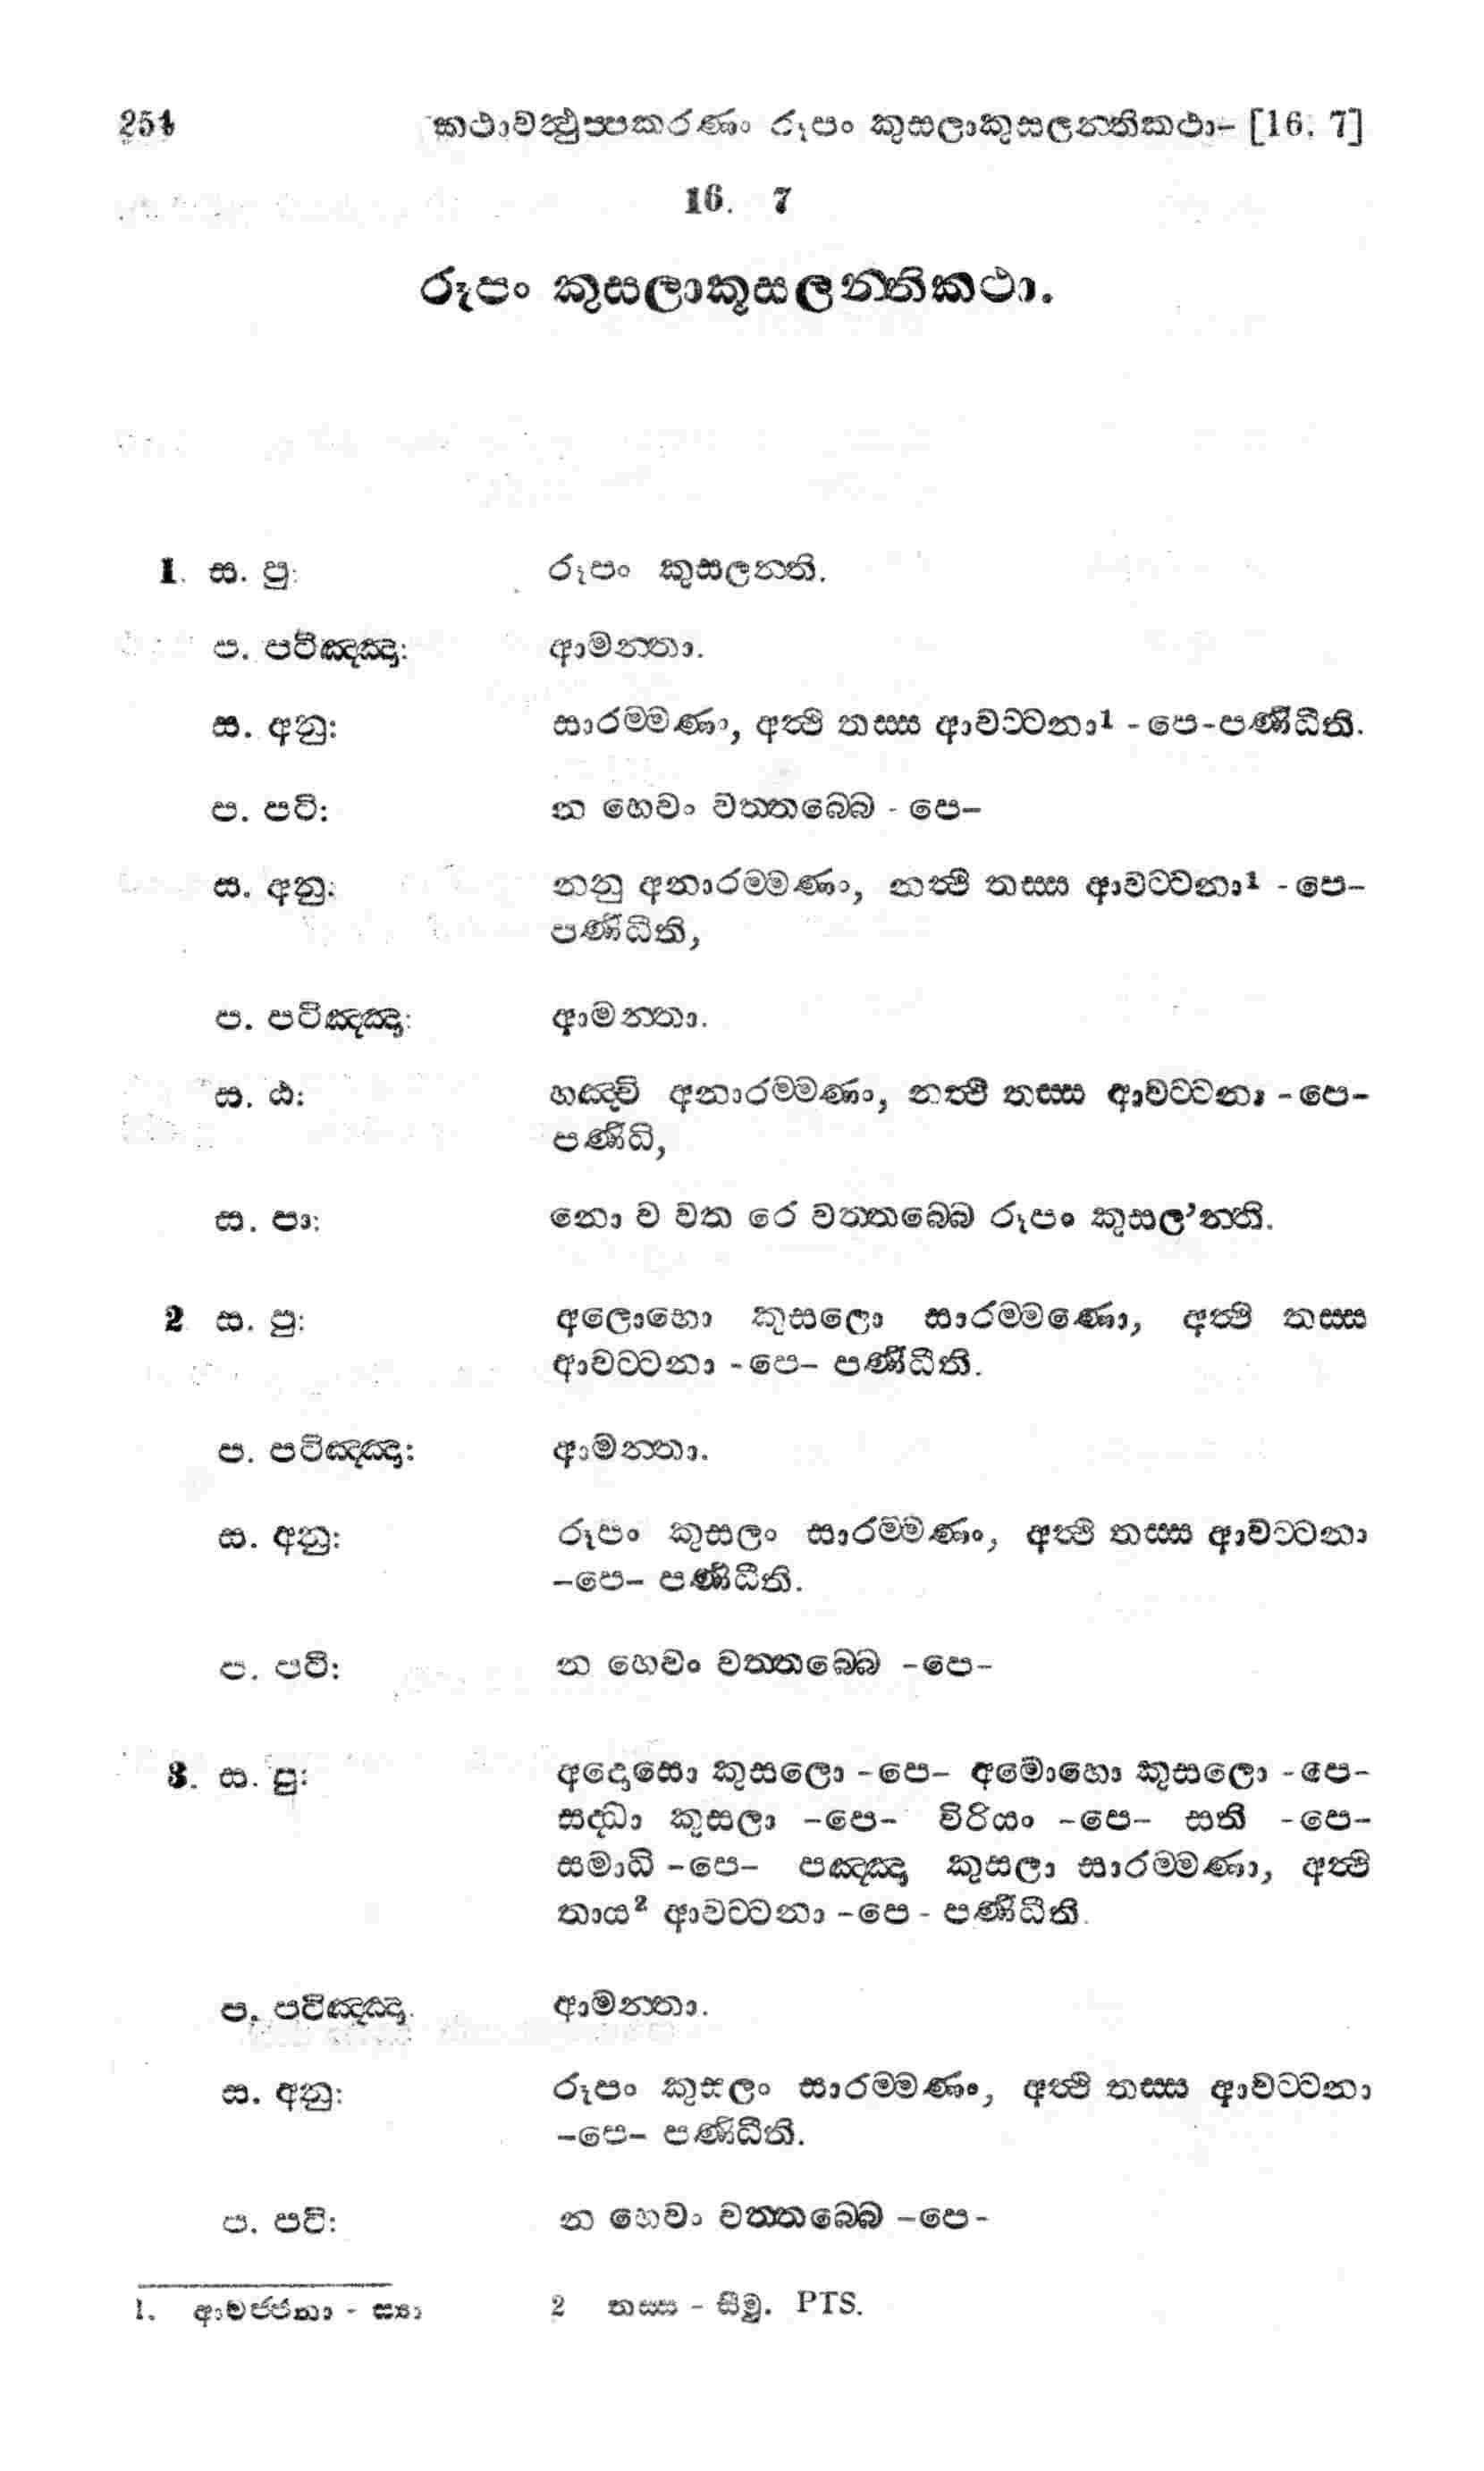 254 කථාවත්ථුප්පකරණං රූපං කුසලාකුසලන්තිකථා- [16. 7]
16. 7
රූපං කුසලාකුසලන්තිකථා.
1. ස. පු: රූපං කුසලන්ති.
ප. පටිඤ්ඤා: ආමන්තා.
ස. අනු: සාරම්මණං, අත්ථි තස්ස ආවට්ටනා¹ -පෙ-පණිධීති.
ප. පටි: න හෙවං වත්තබ්බෙ - පෙ-
ස. අනු: නනු අනාරම්මණං, නත්ථි තස්ස ආවට්ටනා¹ -පෙ-
පණිධීති,
ප. පටිඤ්ඤා: ආමන්තා.
ස. ඨ: හඤ්චි අනාරම්මණං, නත්ථි තස්ස ආවට්ටනා -පෙ-
පණිධි,
ස. පා: නො ච වත රෙ වත්තබ්බෙ රූපං කුසල’න්ති.
2 ස. පු: අලොභො කුසලො සාරම්මණො, අත්ථි තස්ස
ආවට්ටනා -පෙ- පණිධීති.
ප. පටිඤ්ඤා: ආමන්තා.
ස. අනු: රූපං කුසලං සාරම්මණං, අත්ථි තස්ස ආවට්ටනා
-පෙ- පණිධීති.
ප. පටි: න හෙවං වත්තබ්බෙ -පෙ-
3. ස. පු: අදොසො කුසලො -පෙ- අමොහො කුසලො -පෙ-
සද්ධා කුසලා -පෙ- විරියං -පෙ- සති -පෙ-
සමාධි -පෙ- පඤ්ඤා කුසලා සාරම්මණා, අත්ථි
තාය² ආවට්ටනා -පෙ- පණිධීති.
ප. පටිඤ්ඤා. ආමන්තා.
ස. අනු: රූපං කුසලං සාරම්මණං, අත්ථි තස්ස ආවට්ටනා
-පෙ- පණිධීති.
ප. පටි: න හෙවං වත්තබ්බෙ -පෙ-
1. ආවජ්ජනා - ස්‍යා 2 තස්ස - සීමු. PTS.